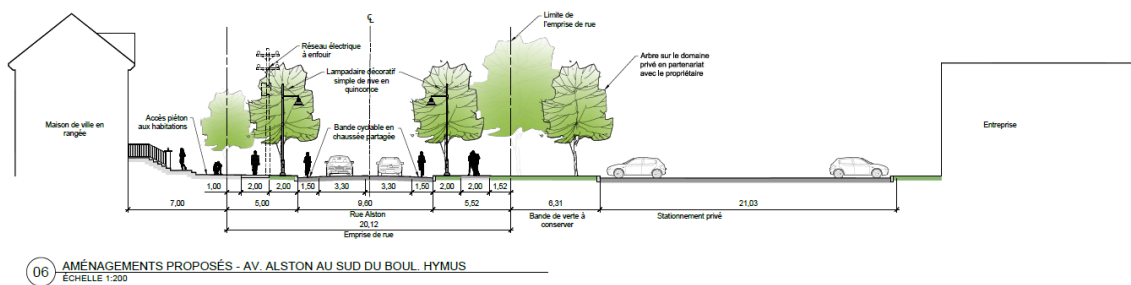 ℄
Limite de
l'emprise de rue
Réseau électrique
à enfouir
Lampadaire décoratif
simple de rive en
quinconce
Arbre sur le domaine
privé en partenariat
avec le propriétaire
Maison de ville en
rangée
Accès piéton
aux habitations
Bande cyclable en
chaussée partagée
Entreprise
1,00 2,00 2,00 1,50 3,30 3,30 1,50 2,00 2,00 1,52
7,00 5,00 9,60 5,52 6,31 21,03
Rue Alston
Bande de verte à
conserver
Stationnement privé
20,12
Emprise de rue
06 AMÉNAGEMENTS PROPOSÉS - AV. ALSTON AU SUD DU BOUL. HYMUS
ÉCHELLE 1:200